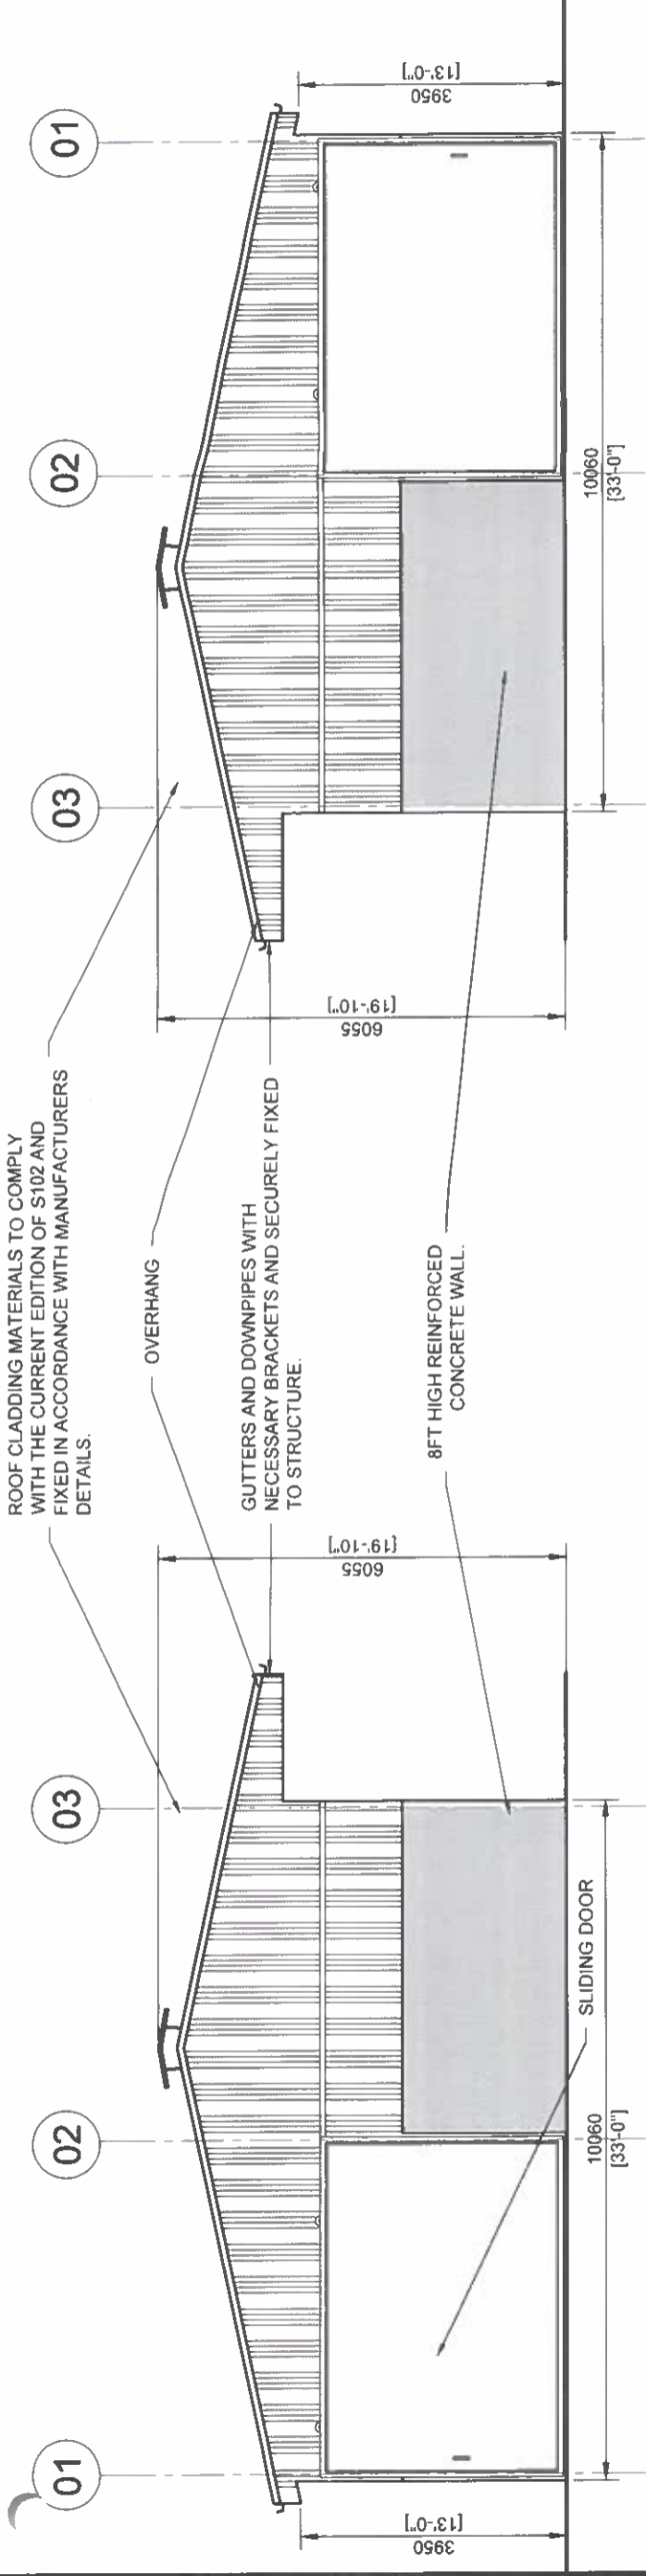 ROOF CLADDING MATERIALS TO COMPLY
WITH THE CURRENT EDITION OF S102 AND
FIXED IN ACCORDANCE WITH MANUFACTURERS
DETAILS.
OVERHANG
GUTTERS AND DOWNPIPES WITH
NECESSARY BRACKETS AND SECURELY FIXED
TO STRUCTURE.
8FT HIGH REINFORCED
CONCRETE WALL.
SLIDING DOOR
01
02
03
3950
[13'-0"]
10060
[33'-0"]
6055
[19'-10"]
03
02
01
6055
[19'-10"]
10060
[33'-0"]
3950
[13'-0"]